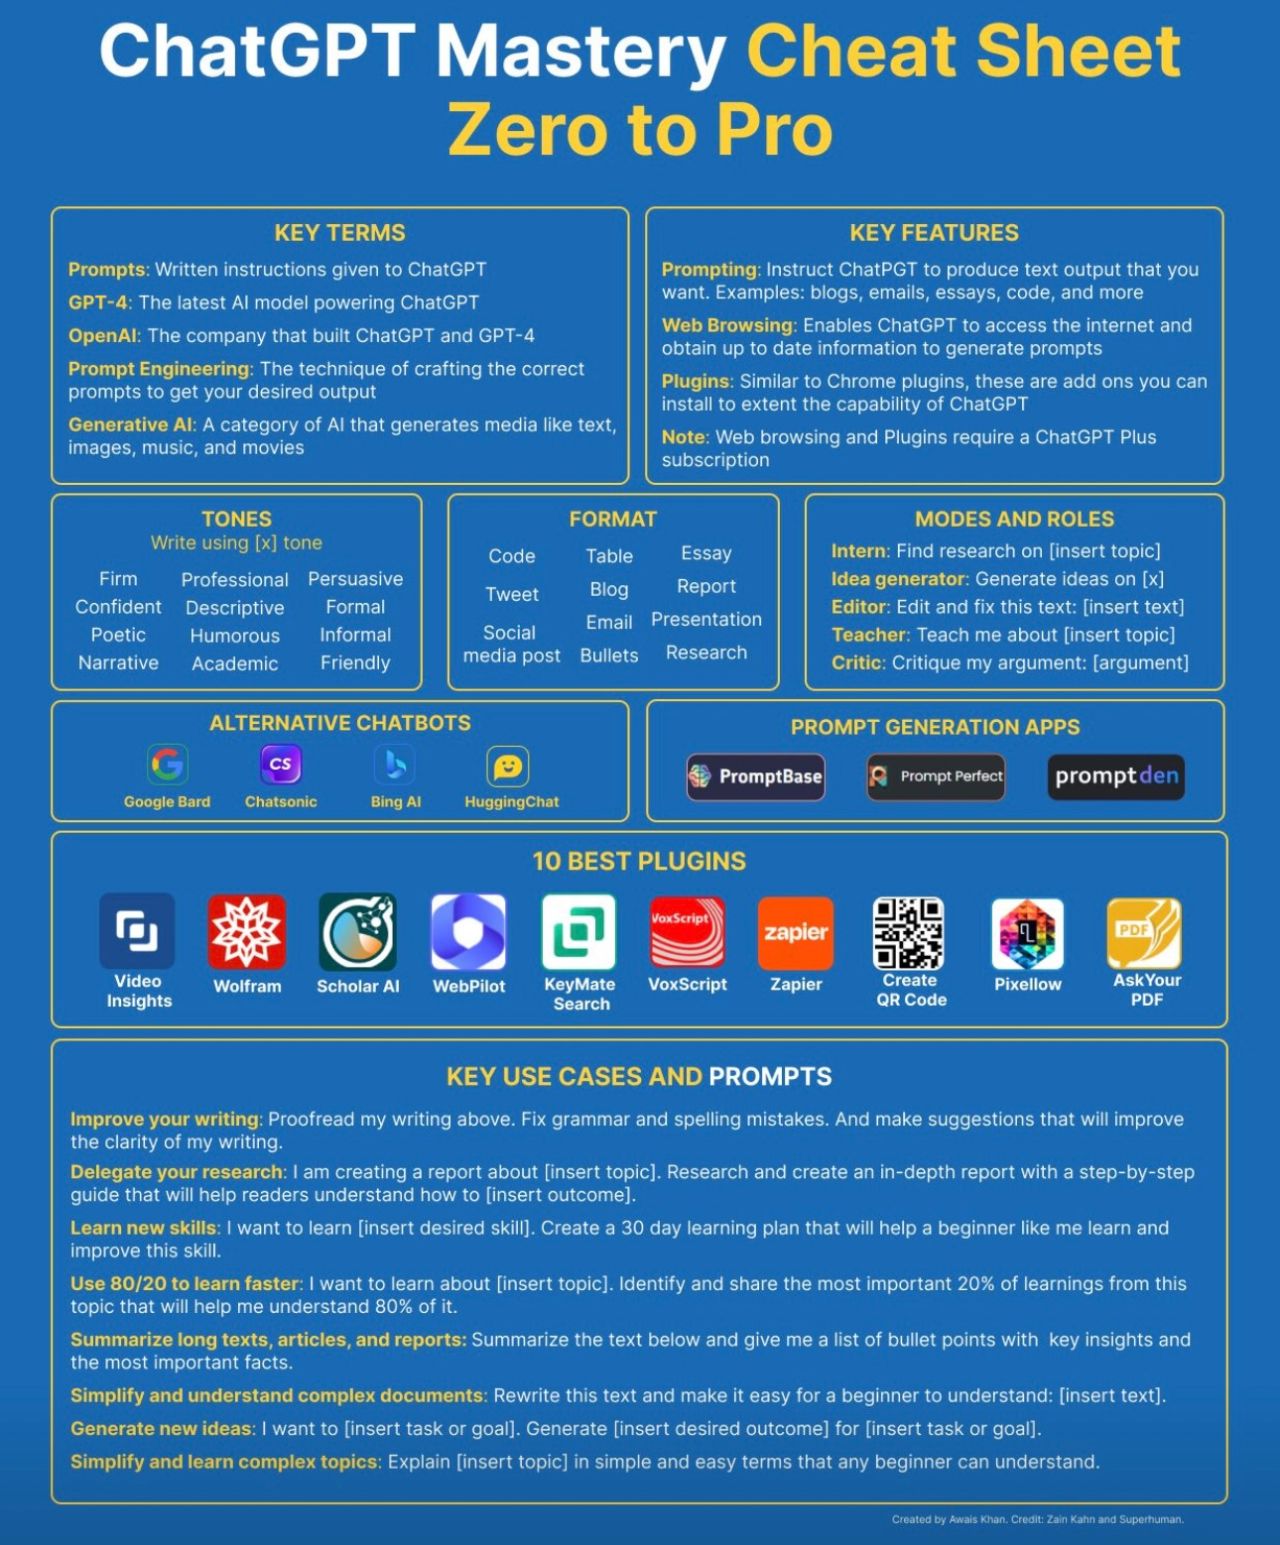 ChatGPT Mastery Cheat Sheet
Zero to Pro
KEY TERMS
Prompts: Written instructions given to ChatGPT
GPT-4: The latest AI model powering ChatGPT
OpenAI: The company that built ChatGPT and GPT-4
Prompt Engineering: The technique of crafting the correct
prompts to get your desired output
Generative AI: A category of AI that generates media like text,
images, music, and movies
KEY FEATURES
Prompting: Instruct ChatPGT to produce text output that you
want. Examples: blogs, emails, essays, code, and more
Web Browsing: Enables ChatGPT to access the internet and
obtain up to date information to generate prompts
Plugins: Similar to Chrome plugins, these are add ons you can
install to extent the capability of ChatGPT
Note: Web browsing and Plugins require a ChatGPT Plus
subscription
TONES
Write using [x] tone
Firm Professional Persuasive
Confident Descriptive Formal
Poetic Humorous Informal
Narrative Academic Friendly
FORMAT
Code
Tweet
Social
media post
Table
Blog
Email
Bullets
Essay
Report
Presentation
Research
MODES AND ROLES
Intern: Find research on [insert topic]
Idea generator: Generate ideas on [x]
Editor: Edit and fix this text: [insert text]
Teacher: Teach me about [insert topic]
Critic: Critique my argument: [argument]
ALTERNATIVE CHATBOTS
CS
Google Bard Chatsonic Bing AI HuggingChat
PROMPT GENERATION APPS
PromptBase Prompt Perfect promptden
10 BEST PLUGINS
VoxScript zapier PDF
Video
Insights
Wolfram
Scholar AI
WebPilot
KeyMate
Search
VoxScript
Zapier
Create
QR Code
Pixellow
AskYour
PDF
KEY USE CASES AND PROMPTS
Improve your writing: Proofread my writing above. Fix grammar and spelling mistakes. And make suggestions that will improve
the clarity of my writing.
Delegate your research: I am creating a report about [insert topic]. Research and create an in-depth report with a step-by-step
guide that will help readers understand how to [insert outcome].
Learn new skills: I want to learn [insert desired skill]. Create a 30 day learning plan that will help a beginner like me learn and
improve this skill.
Use 80/20 to learn faster: I want to learn about [insert topic]. Identify and share the most important 20% of learnings from this
topic that will help me understand 80% of it.
Summarize long texts, articles, and reports: Summarize the text below and give me a list of bullet points with key insights and
the most important facts.
Simplify and understand complex documents: Rewrite this text and make it easy for a beginner to understand: [insert text].
Generate new ideas: I want to [insert task or goal]. Generate [insert desired outcome] for [insert task or goal].
Simplify and learn complex topics: Explain [insert topic] in simple and easy terms that any beginner can understand.
Created by Awais Khan. Credit: Zain Kahn and Superhuman.